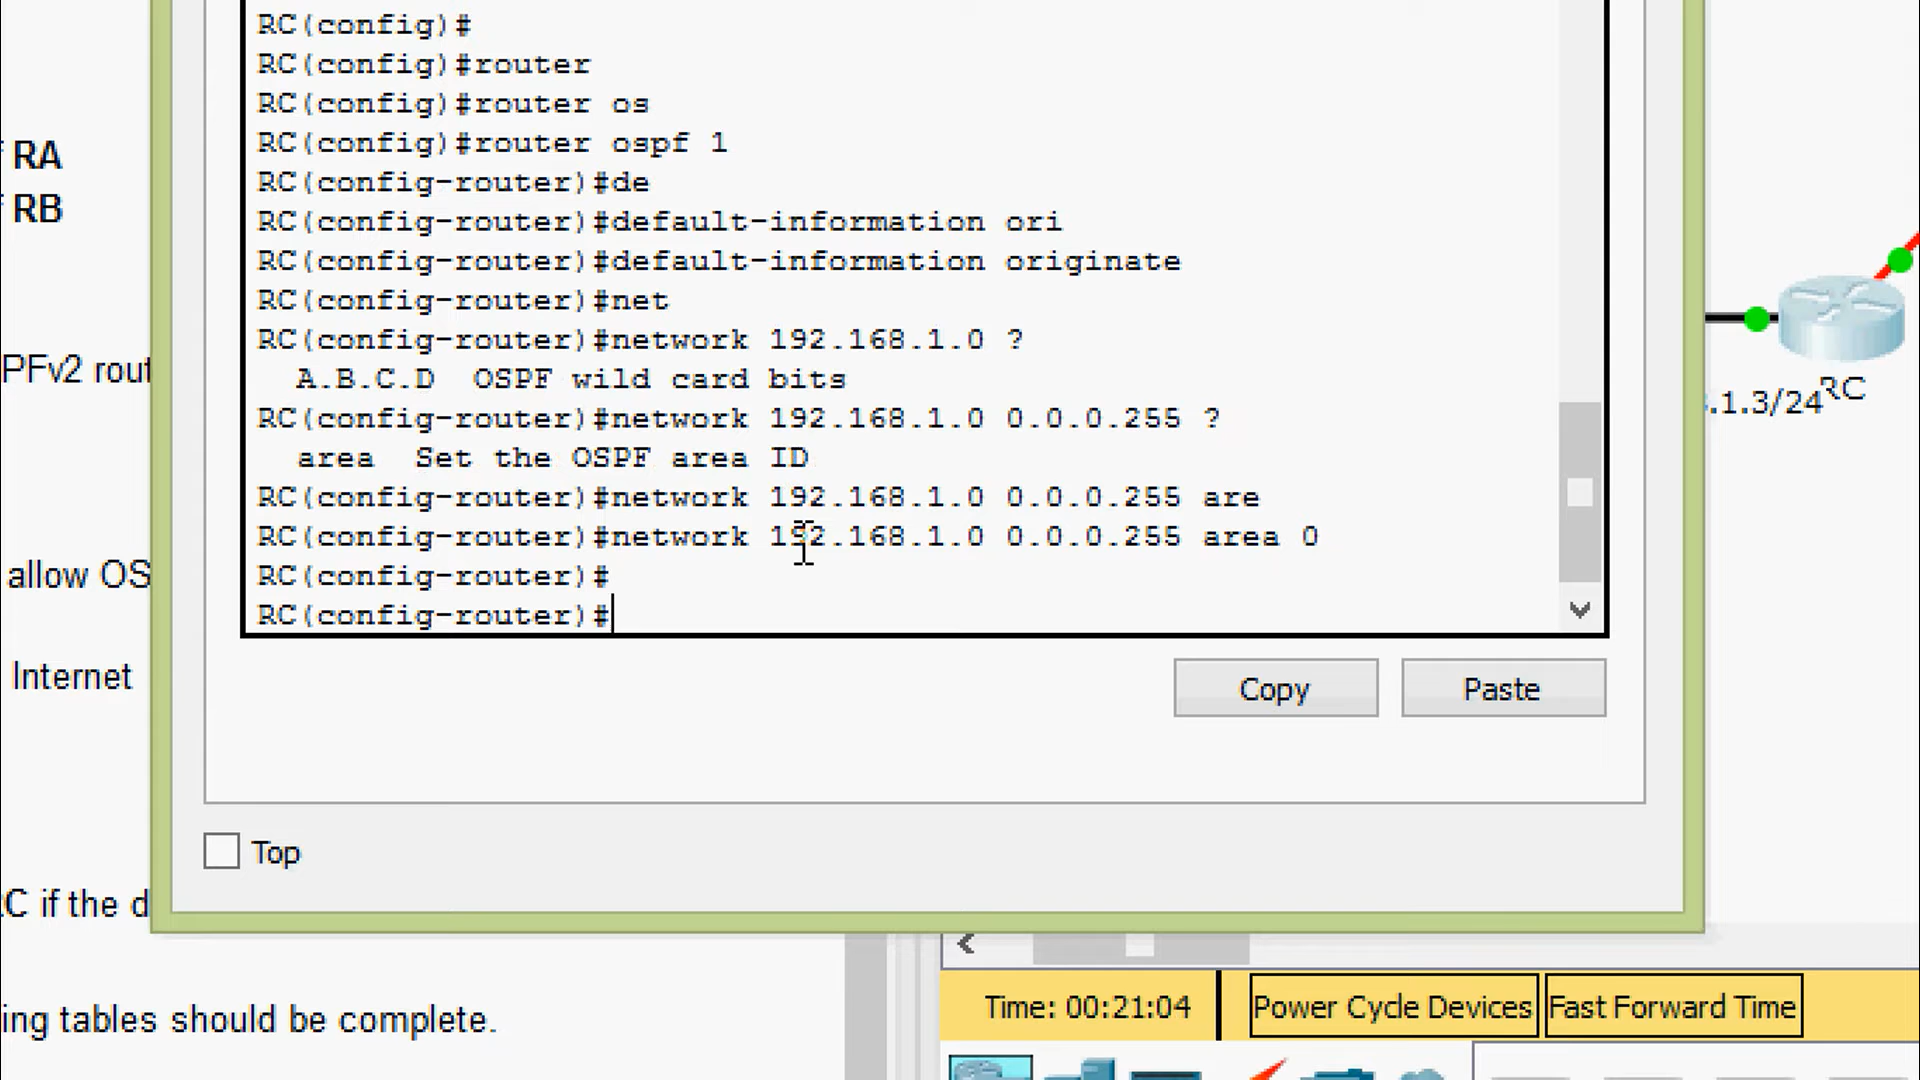 RC(config)#
RC(config)#router
RC(config)#router os
RC(config)#router ospf 1
RC(config-router)#de
RC(config-router)#default-information ori
RC(config-router)#default-information originate
RC(config-router)#net
RC(config-router)#network 192.168.1.0 ?
A.B.C.D OSPF wild card bits
RC(config-router)#network 192.168.1.0 0.0.0.255 ?
area Set the OSPF area ID
RC(config-router)#network 192.168.1.0 0.0.0.255 are
RC(config-router)#network 192.168.1.0 0.0.0.255 area 0
RC(config-router)#
RC(config-router)#
Copy Paste
Top
RA
RB
PFv2 rout
allow OS
Internet
C if the d
ing tables should be complete.
.1.3/24
RC
Time: 00:21:04 Power Cycle Devices Fast Forward Time